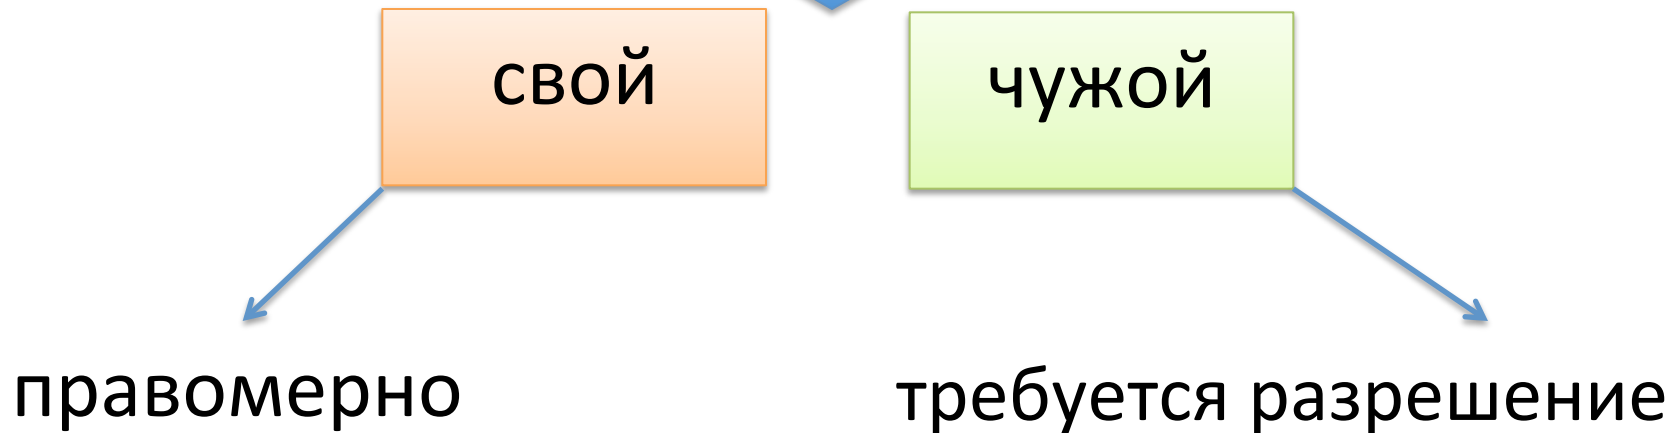 свой
чужой
правомерно
требуется разрешение